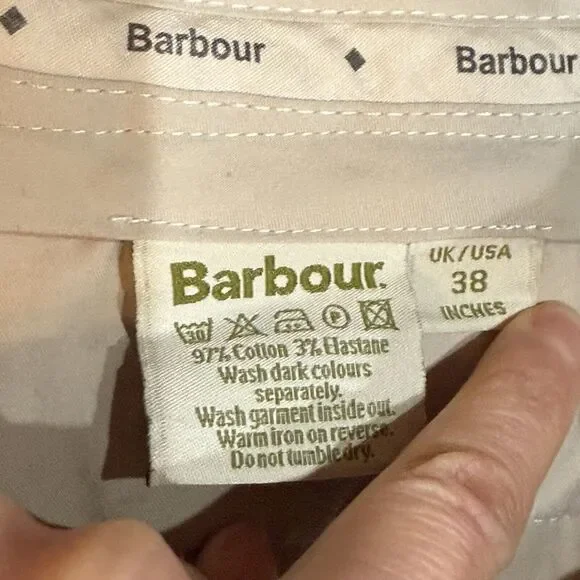 Barbour Barbour
Barbour.
UK/USA
38
INCHES
30 P
97% Cotton 3% Elastane
Wash dark colours
separately.
Wash garment inside out.
Warm iron on reverse.
Do not tumble dry.